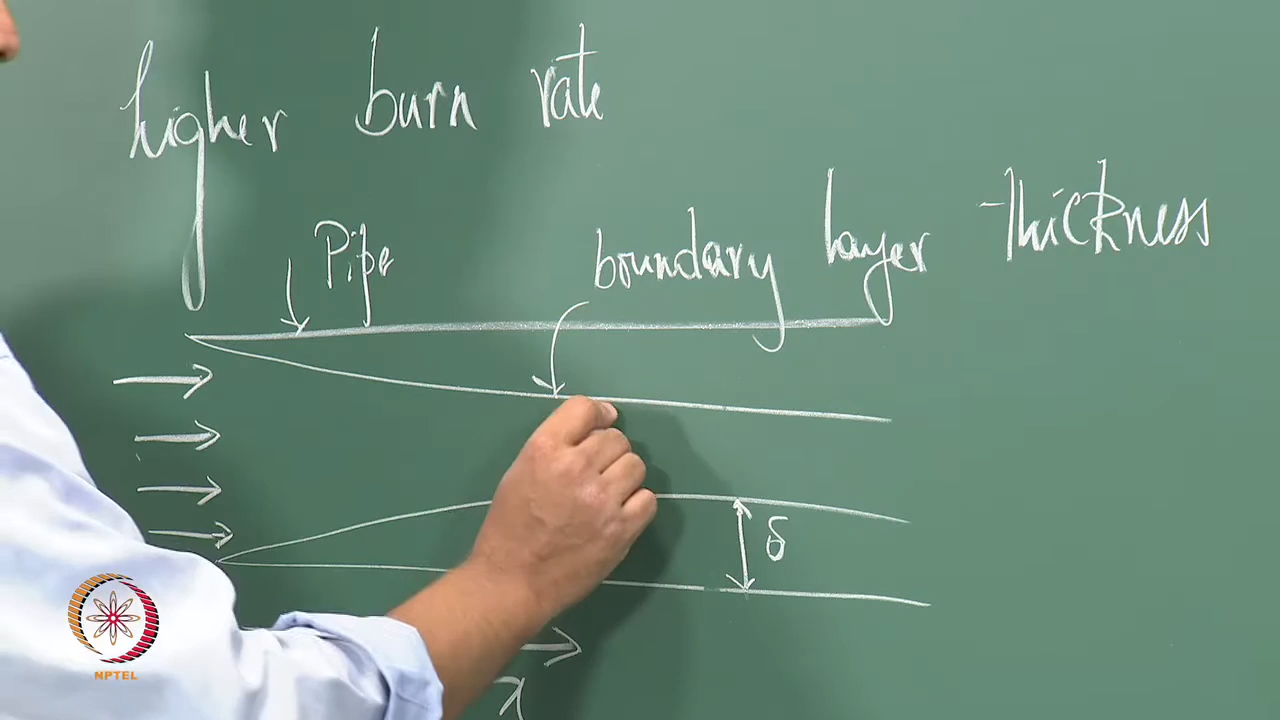 higher burn rate
boundary layer thickness
Pipe
δ
x
NPTEL